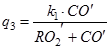 q₃ = k₁·CO′ / (RO₂′ + CO′)